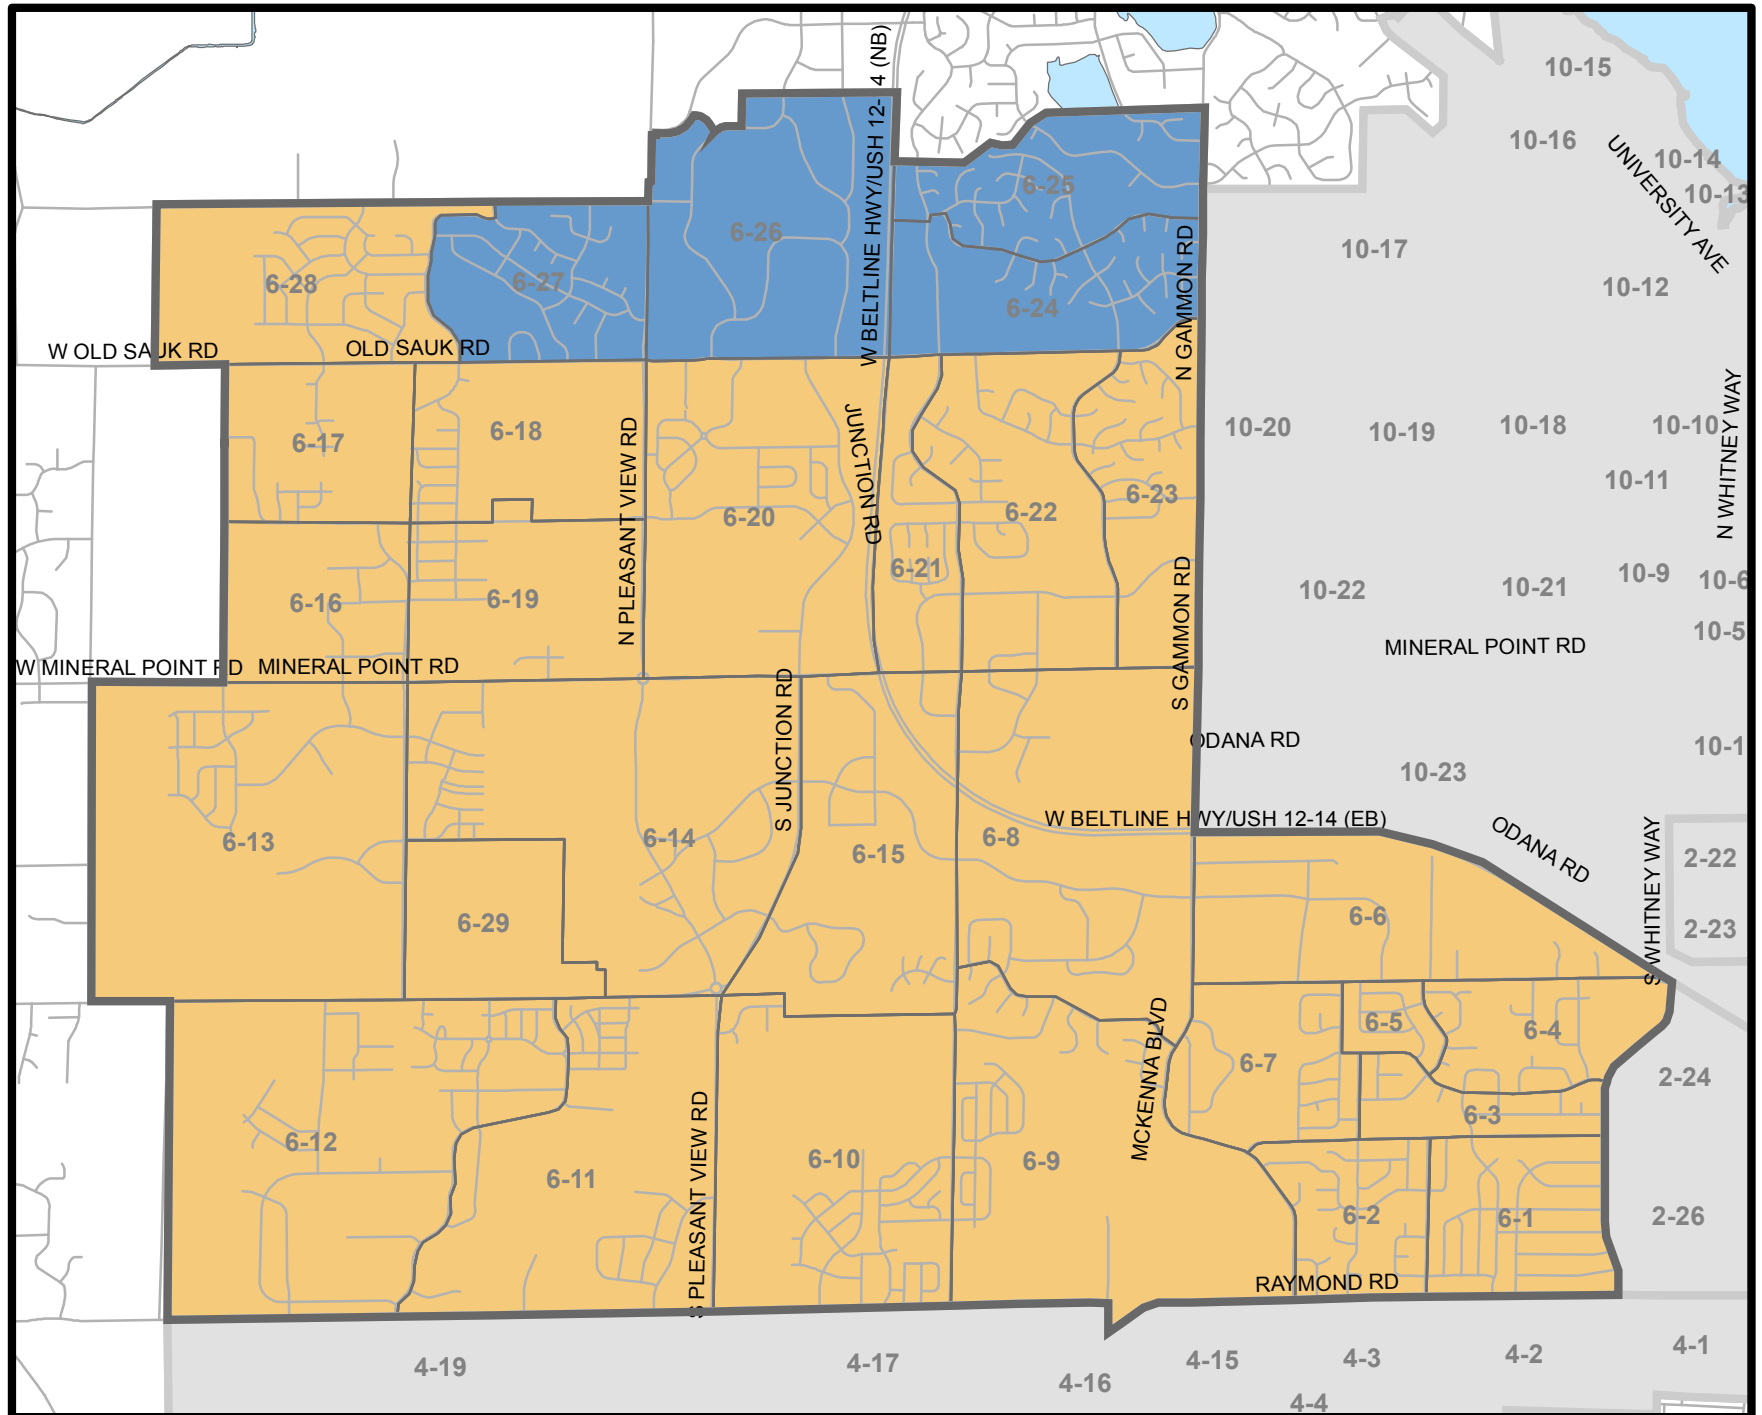 10-15
W BELTLINE HWY/USH 12-14 (NB)
10-16
UNIVERSITY AVE
10-14
10-13
6-25
6-26
10-17
6-28
6-27
6-24
N GAMMON RD
10-12
W OLD SAUK RD
OLD SAUK RD
6-17
6-18
N PLEASANT VIEW RD
JUNCTION RD
6-20
6-22
6-23
10-20
10-19
10-18
10-10
10-11
N WHITNEY WAY
6-21
6-16
6-19
S GAMMON RD
10-22
10-21
10-9
10-6
10-5
W MINERAL POINT RD
MINERAL POINT RD
MINERAL POINT RD
S JUNCTION RD
ODANA RD
10-1
10-23
6-13
6-14
6-15
6-8
W BELTLINE HWY/USH 12-14 (EB)
ODANA RD
S WHITNEY WAY
2-22
6-29
6-6
2-23
6-5
6-4
6-7
MCKENNA BLVD
2-24
6-3
6-12
6-11
S PLEASANT VIEW RD
6-10
6-9
6-2
6-1
2-26
RAYMOND RD
4-19
4-17
4-16
4-15
4-3
4-2
4-1
4-4